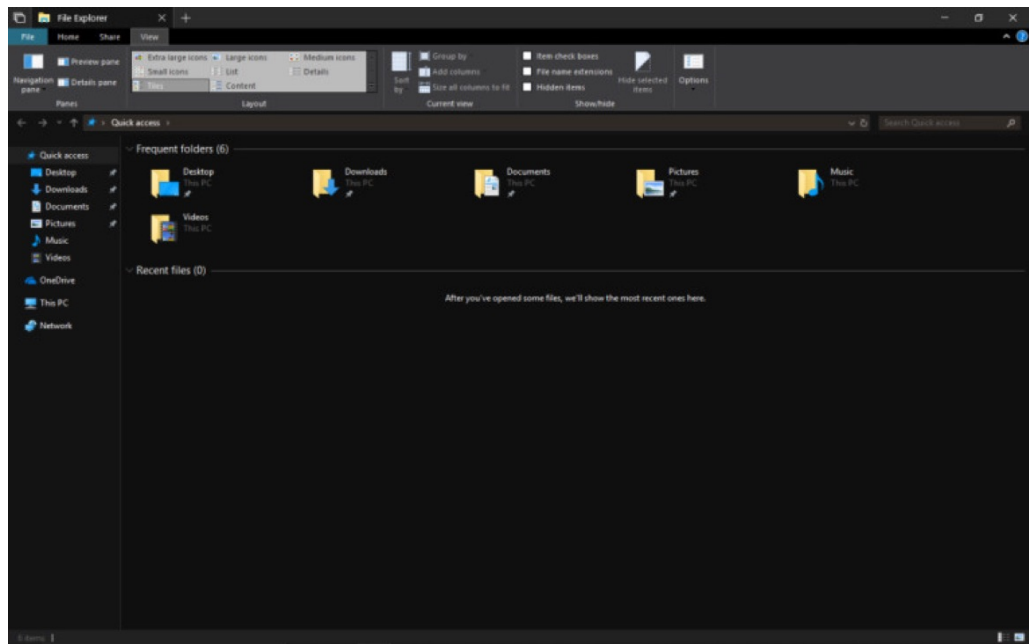 File Explorer
File Home Share View
Navigation pane
Preview pane
Details pane
Panes
Extra large icons Large icons Medium icons
Small icons List Details
Tiles Content
Layout
Sort by
Group by
Add columns
Size all columns to fit
Current view
Item check boxes
File name extensions
Hidden items
Hide selected items
Show/hide
Options
Quick access
Search Quick access
Quick access
Desktop
Downloads
Documents
Pictures
Music
Videos
OneDrive
This PC
Network
Frequent folders (6)
Desktop
This PC
Downloads
This PC
Documents
This PC
Pictures
This PC
Music
This PC
Videos
This PC
Recent files (0)
After you've opened some files, we'll show the most recent ones here.
6 items